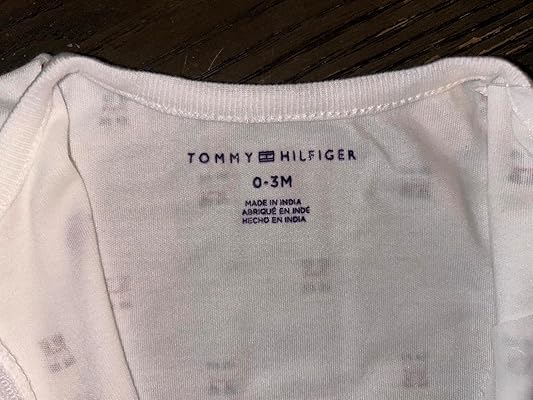 TOMMY HILFIGER
0-3M
MADE IN INDIA
ABRIQUÉ EN INDE
HECHO EN INDIA